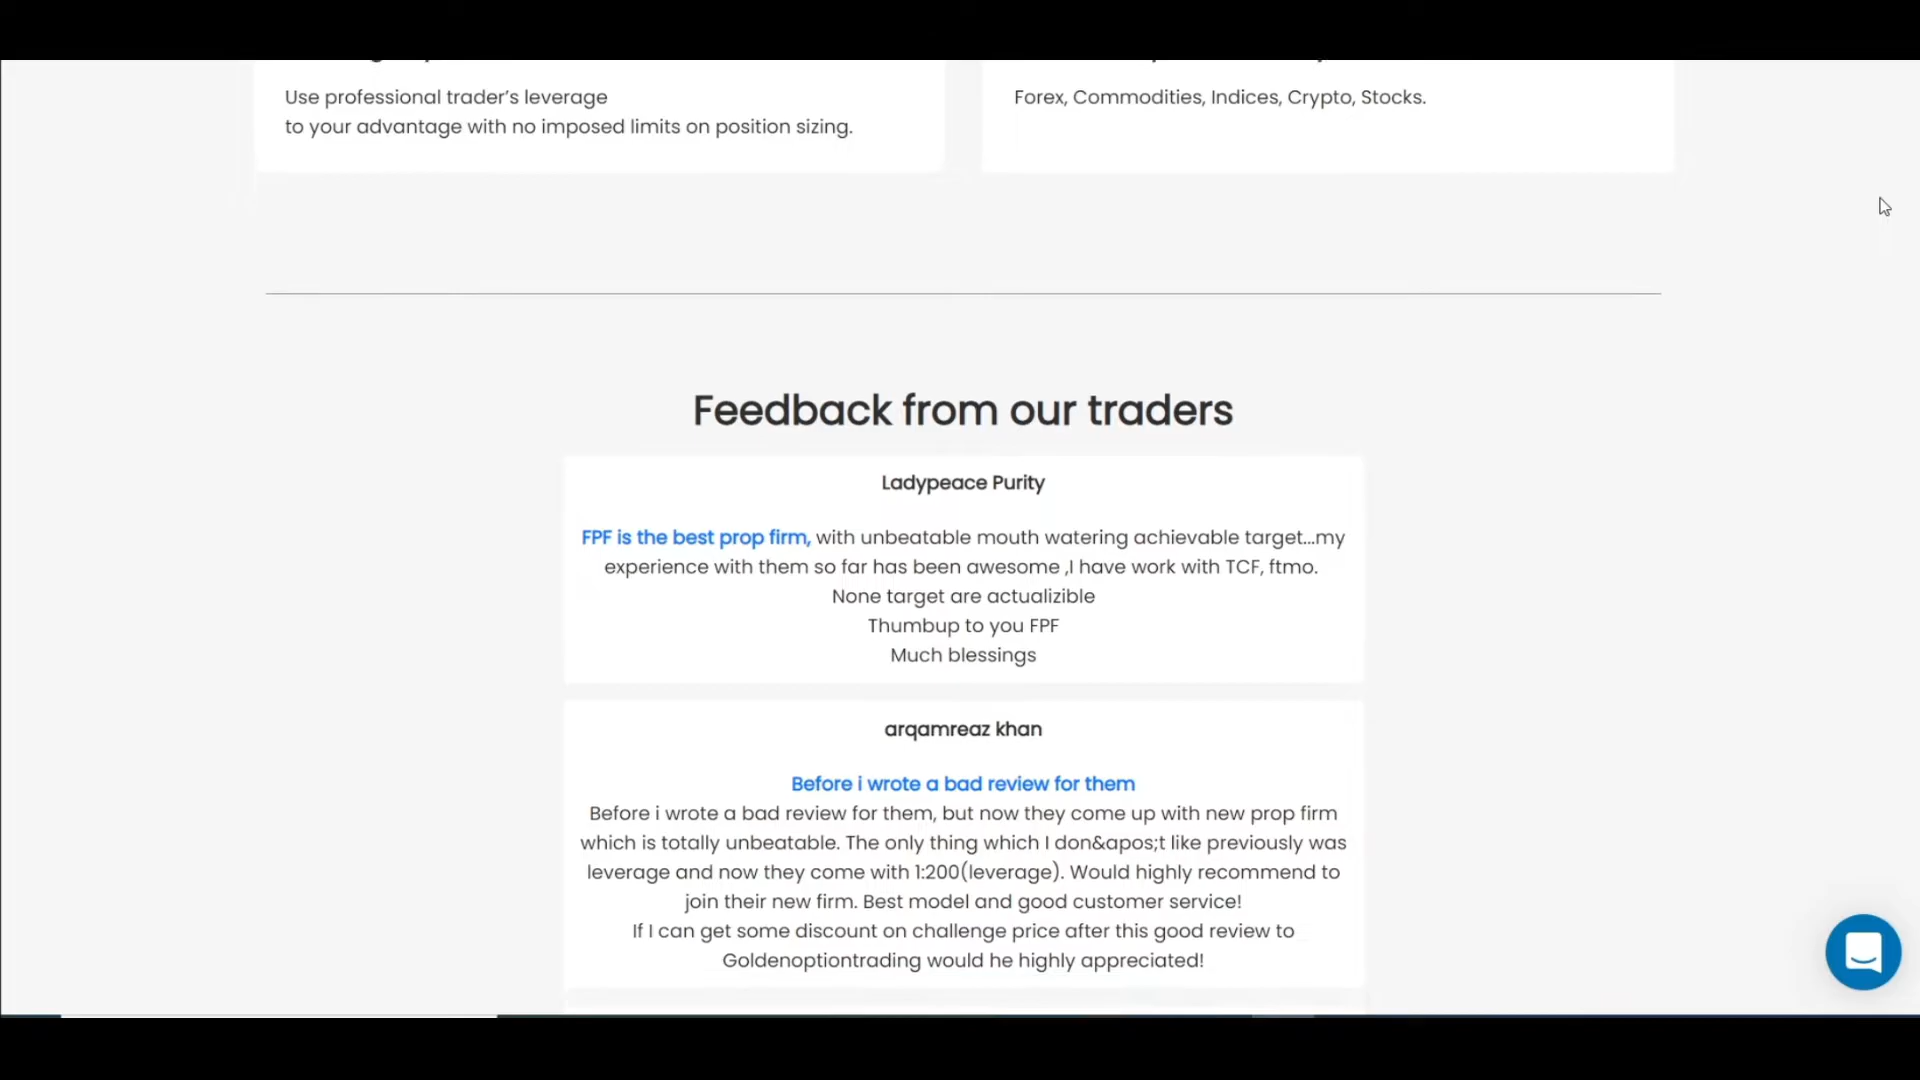 Use professional trader’s leverage
to your advantage with no imposed limits on position sizing.
Forex, Commodities, Indices, Crypto, Stocks.
Feedback from our traders
Ladypeace Purity
FPF is the best prop firm, with unbeatable mouth watering achievable target...my
experience with them so far has been awesome ,I have work with TCF, ftmo.
None target are actualizible
Thumbup to you FPF
Much blessings
arqamreaz khan
Before i wrote a bad review for them
Before i wrote a bad review for them, but now they come up with new prop firm
which is totally unbeatable. The only thing which I don&apos;t like previously was
leverage and now they come with 1:200(leverage). Would highly recommend to
join their new firm. Best model and good customer service!
If I can get some discount on challenge price after this good review to
Goldenoptiontrading would he highly appreciated!